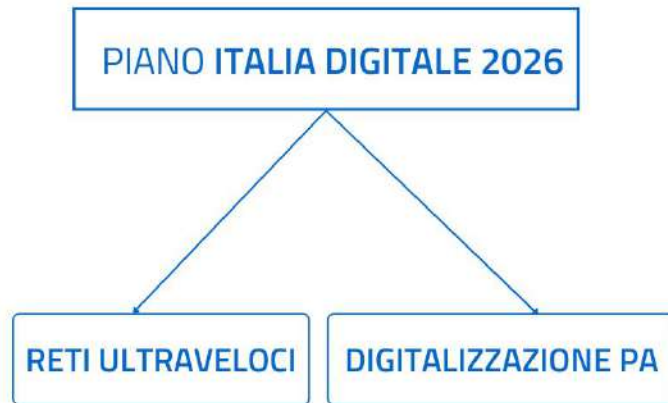 PIANO ITALIA DIGITALE 2026
RETI ULTRAVELOCI
DIGITALIZZAZIONE PA